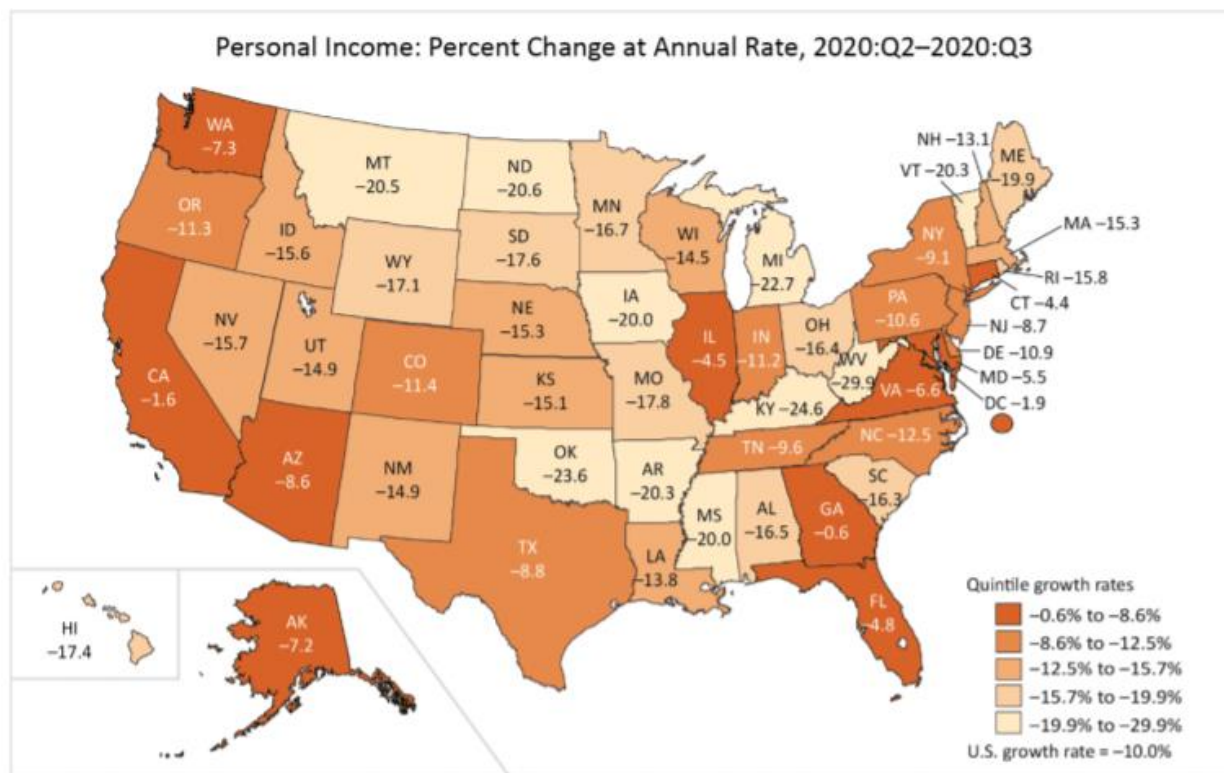 Personal Income: Percent Change at Annual Rate, 2020:Q2–2020:Q3
WA
–7.3
MT
–20.5
ND
–20.6
MN
–16.7
NH –13.1
VT –20.3
ME
–19.9
OR
–11.3
ID
–15.6
WY
–17.1
SD
–17.6
WI
–14.5
MI
–22.7
NY
–9.1
MA –15.3
RI –15.8
CT –4.4
NJ –8.7
DE –10.9
MD –5.5
DC –1.9
CA
–1.6
NV
–15.7
UT
–14.9
CO
–11.4
NE
–15.3
IA
–20.0
IL
–4.5
IN
–11.2
OH
–16.4
PA
–10.6
WV
–29.9
VA –6.6
KS
–15.1
MO
–17.8
KY –24.6
AZ
–8.6
NM
–14.9
OK
–23.6
AR
–20.3
TN –9.6
NC –12.5
SC
–16.3
TX
–8.8
LA
–13.8
MS
–20.0
AL
–16.5
GA
–0.6
FL
–4.8
HI
–17.4
AK
–7.2
Quintile growth rates
–0.6% to –8.6%
–8.6% to –12.5%
–12.5% to –15.7%
–15.7% to –19.9%
–19.9% to –29.9%
U.S. growth rate = –10.0%